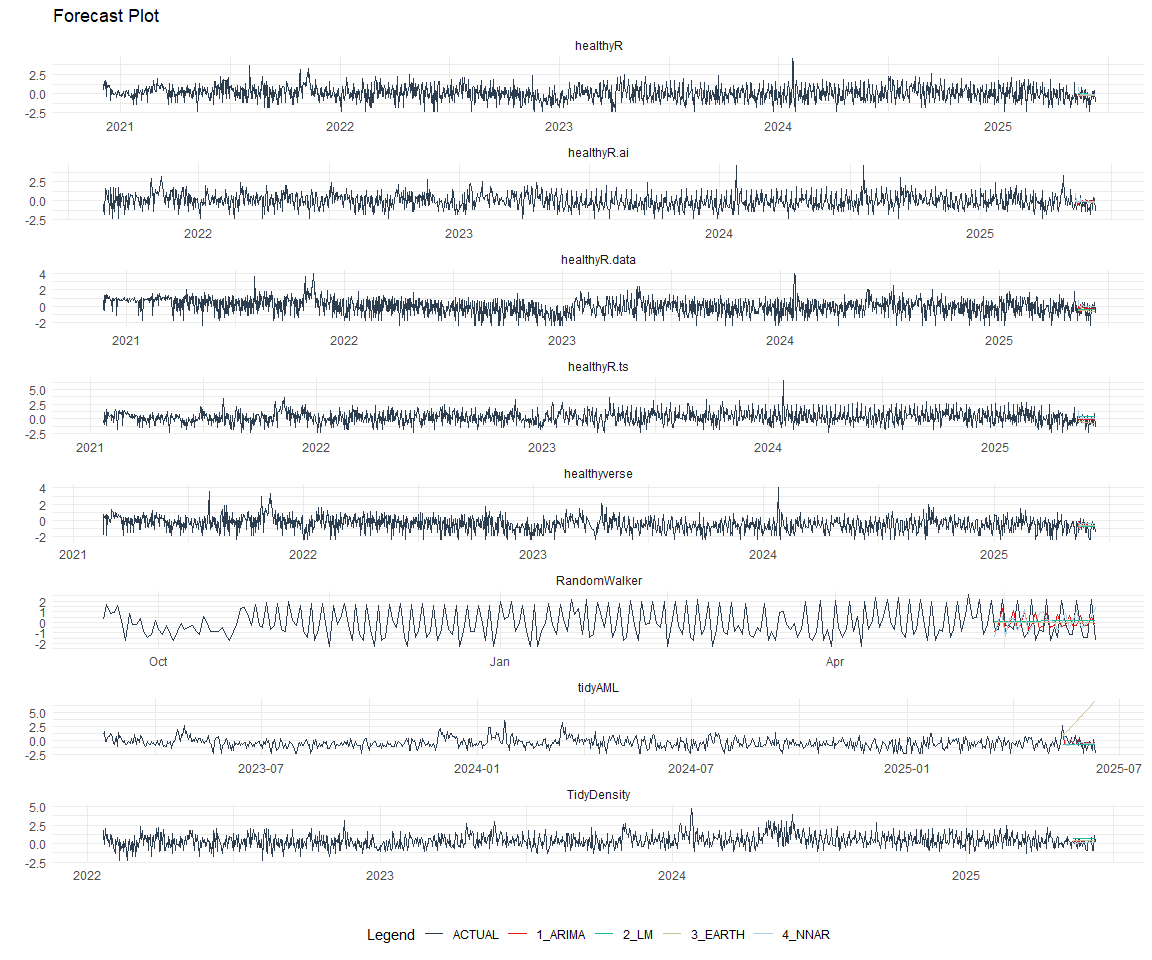 Forecast Plot
healthyR
2.5
0.0
-2.5
2021 2022 2023 2024 2025
healthyR.ai
2.5
0.0
-2.5
2022 2023 2024 2025
healthyR.data
4
2
0
-2
2021 2022 2023 2024 2025
healthyR.ts
5.0
2.5
0.0
-2.5
2021 2022 2023 2024 2025
healthyverse
4
2
0
-2
2021 2022 2023 2024 2025
RandomWalker
2
1
0
-1
-2
Oct Jan Apr
tidyAML
5.0
2.5
0.0
-2.5
2023-07 2024-01 2024-07 2025-01 2025-07
TidyDensity
5.0
2.5
0.0
-2.5
2022 2023 2024 2025
Legend ACTUAL 1_ARIMA 2_LM 3_EARTH 4_NNAR